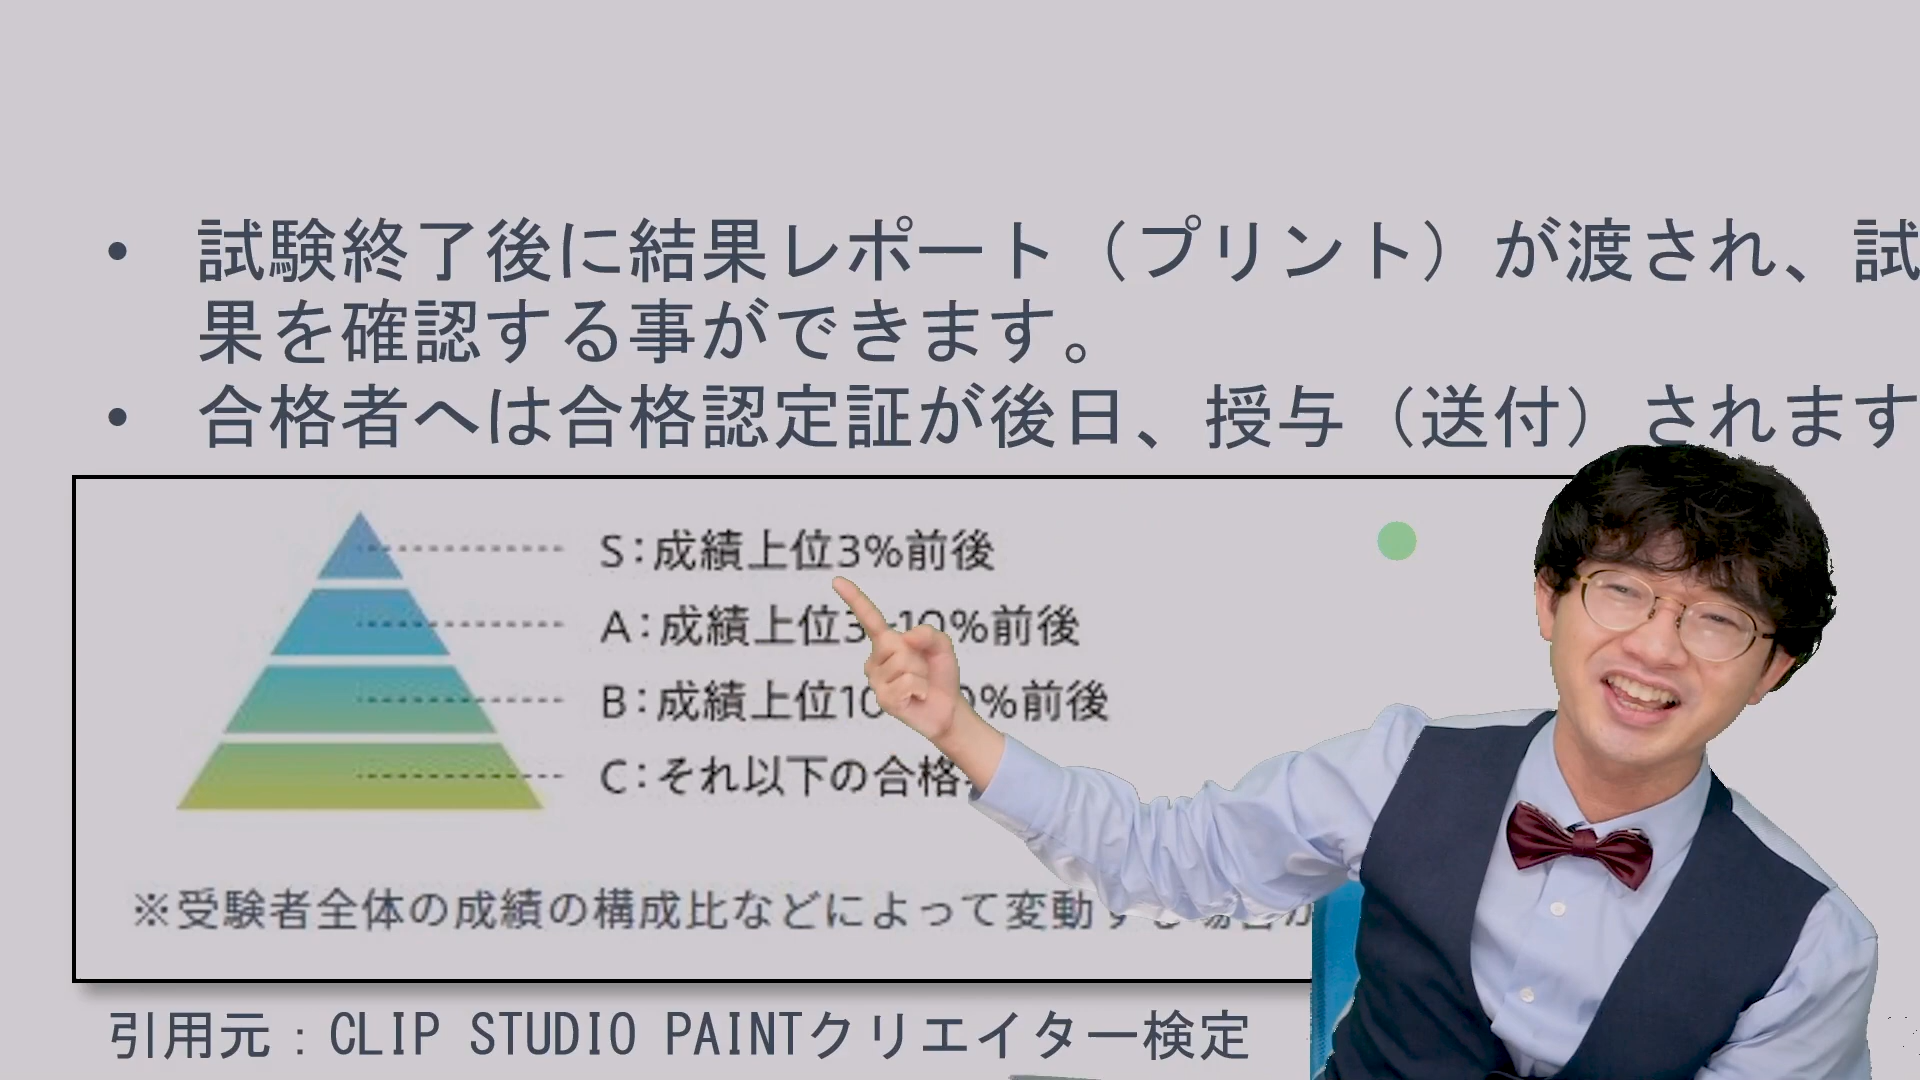 • 試験終了後に結果レポート（プリント）が渡され、試
果を確認する事ができます。
• 合格者へは合格認定証が後日、授与（送付）されます
S：成績上位3%前後
A：成績上位3 10%前後
B：成績上位10 0%前後
C：それ以下の合格
※受験者全体の成績の構成比などによって変動
引用元：CLIP STUDIO PAINTクリエイター検定